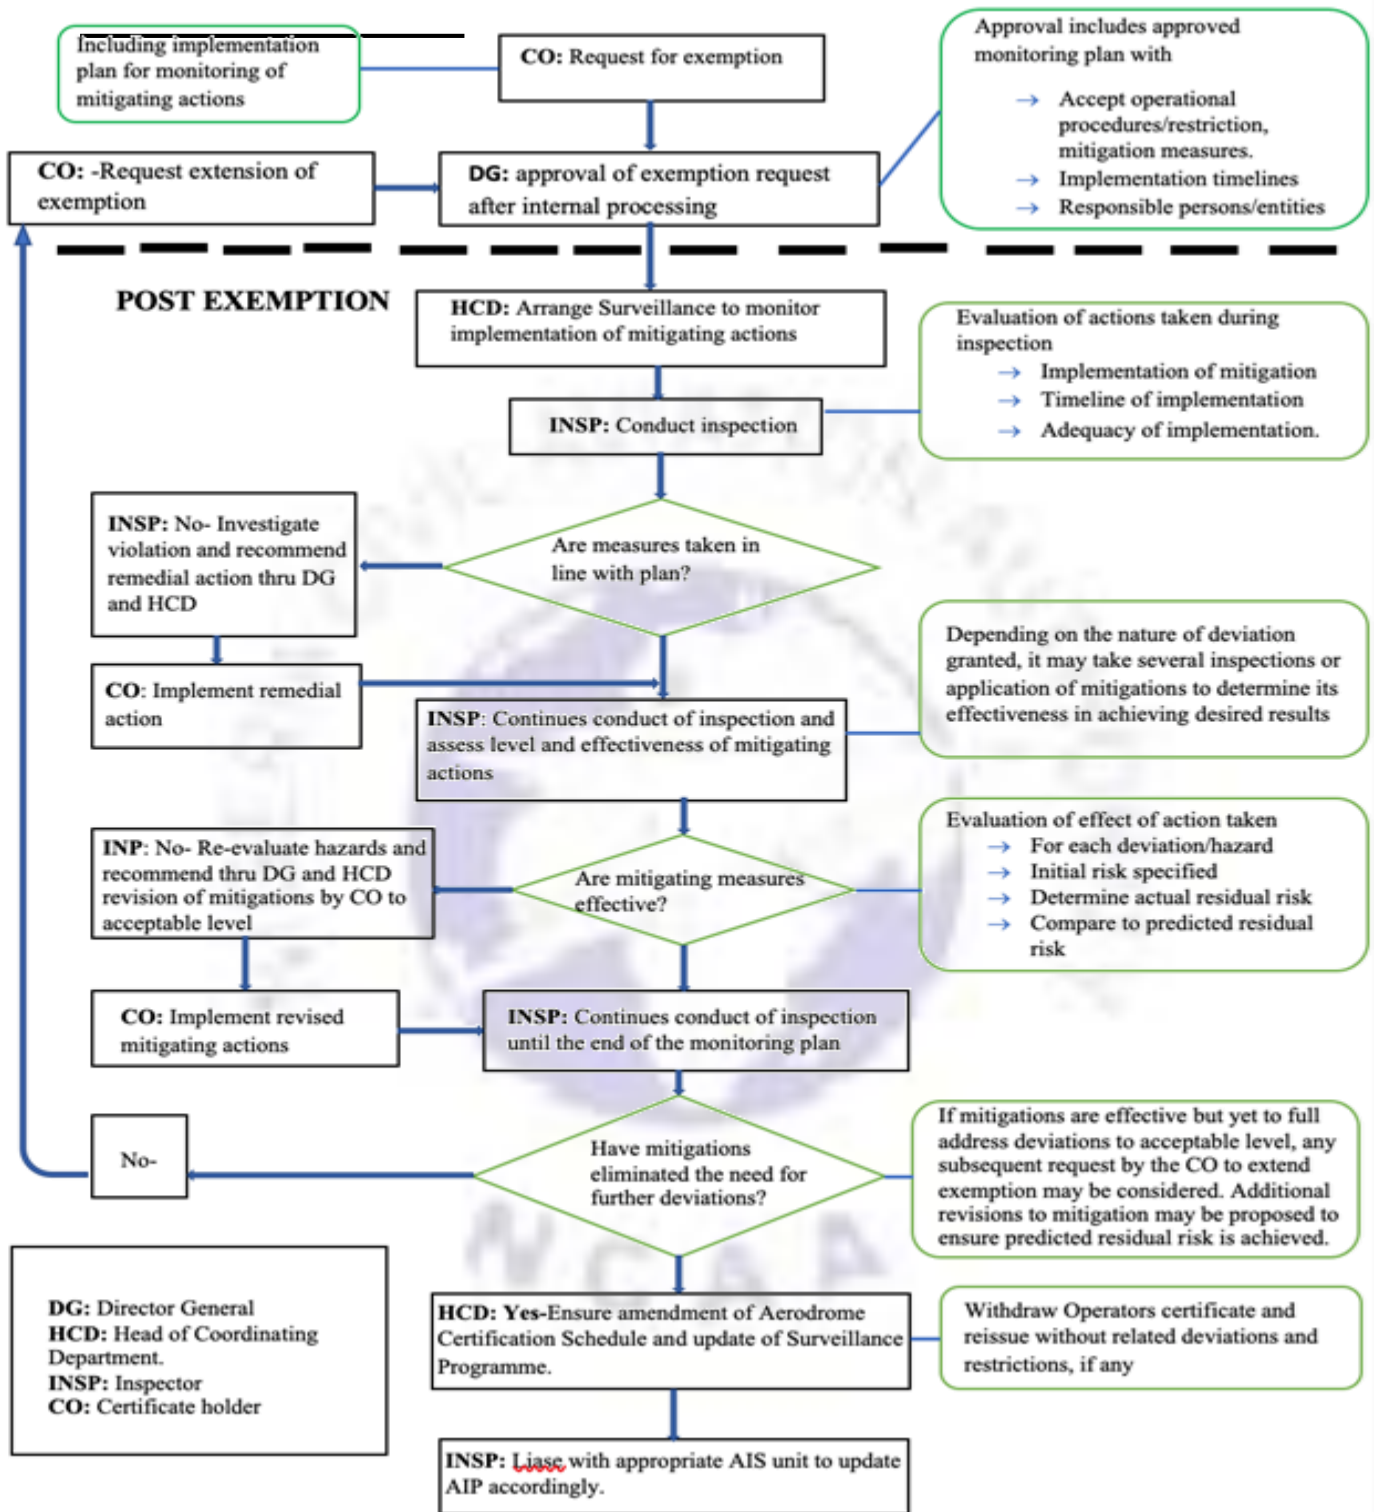 Including implementation
plan for monitoring of
mitigating actions
CO: Request for exemption
Approval includes approved
monitoring plan with
→ Accept operational
procedures/restriction,
mitigation measures.
→ Implementation timelines
→ Responsible persons/entities
CO: -Request extension of
exemption
DG: approval of exemption request
after internal processing
POST EXEMPTION
HCD: Arrange Surveillance to monitor
implementation of mitigating actions
Evaluation of actions taken during
inspection
→ Implementation of mitigation
→ Timeline of implementation
→ Adequacy of implementation.
INSP: Conduct inspection
INSP: No- Investigate
violation and recommend
remedial action thru DG
and HCD
Are measures taken in
line with plan?
Depending on the nature of deviation
granted, it may take several inspections or
application of mitigations to determine its
effectiveness in achieving desired results
CO: Implement remedial
action
INSP: Continues conduct of inspection and
assess level and effectiveness of mitigating
actions
INP: No- Re-evaluate hazards and
recommend thru DG and HCD
revision of mitigations by CO to
acceptable level
Are mitigating measures
effective?
Evaluation of effect of action taken
→ For each deviation/hazard
→ Initial risk specified
→ Determine actual residual risk
→ Compare to predicted residual
risk
CO: Implement revised
mitigating actions
INSP: Continues conduct of inspection
until the end of the monitoring plan
No-
Have mitigations
eliminated the need for
further deviations?
If mitigations are effective but yet to full
address deviations to acceptable level, any
subsequent request by the CO to extend
exemption may be considered. Additional
revisions to mitigation may be proposed to
ensure predicted residual risk is achieved.
NCAA
DG: Director General
HCD: Head of Coordinating
Department.
INSP: Inspector
CO: Certificate holder
HCD: Yes-Ensure amendment of Aerodrome
Certification Schedule and update of Surveillance
Programme.
Withdraw Operators certificate and
reissue without related deviations and
restrictions, if any
INSP: Liase with appropriate AIS unit to update
AIP accordingly.